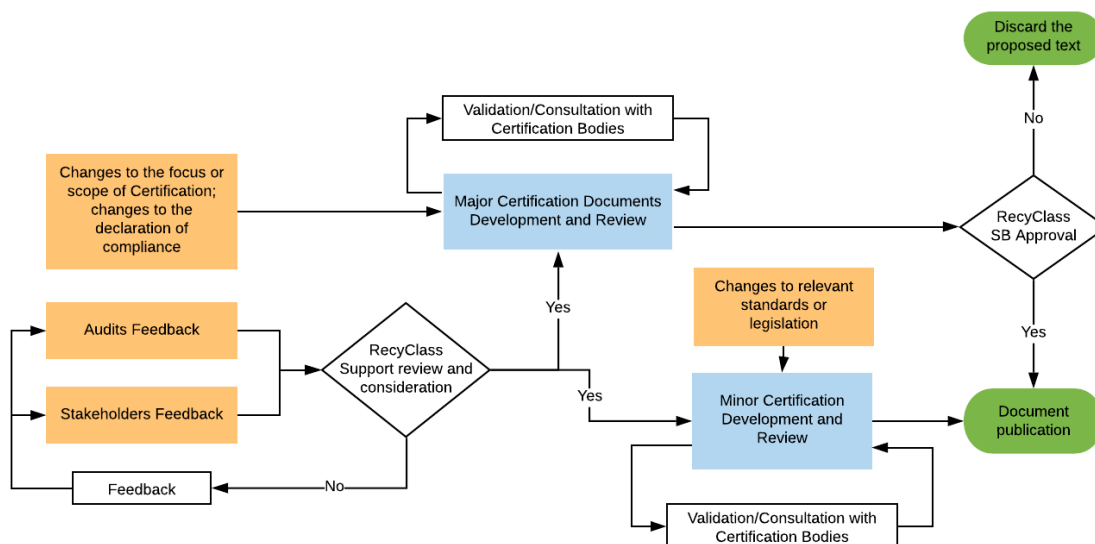 Discard the
proposed text
No
Validation/Consultation with
Certification Bodies
Changes to the focus or
scope of Certification;
changes to the
declaration of
compliance
Major Certification Documents
Development and Review
RecyClass
SB Approval
Yes
Changes to relevant
standards or
legislation
Yes
Audits Feedback
RecyClass
Support review and
consideration
Stakeholders Feedback
Yes
Minor Certification
Development and
Review
Document
publication
Feedback
No
Validation/Consultation with
Certification Bodies